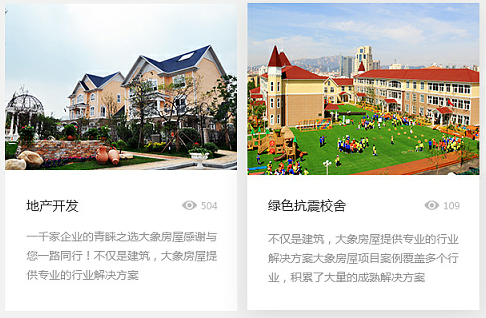 地产开发
504
一千家企业的青睐之选大象房屋感谢与
您一路同行！不仅是建筑，大象房屋提
供专业的行业解决方案
绿色抗震校舍
109
不仅是建筑，大象房屋提供专业的行业
解决方案大象房屋项目案例覆盖多个行
业，积累了大量的成熟解决方案